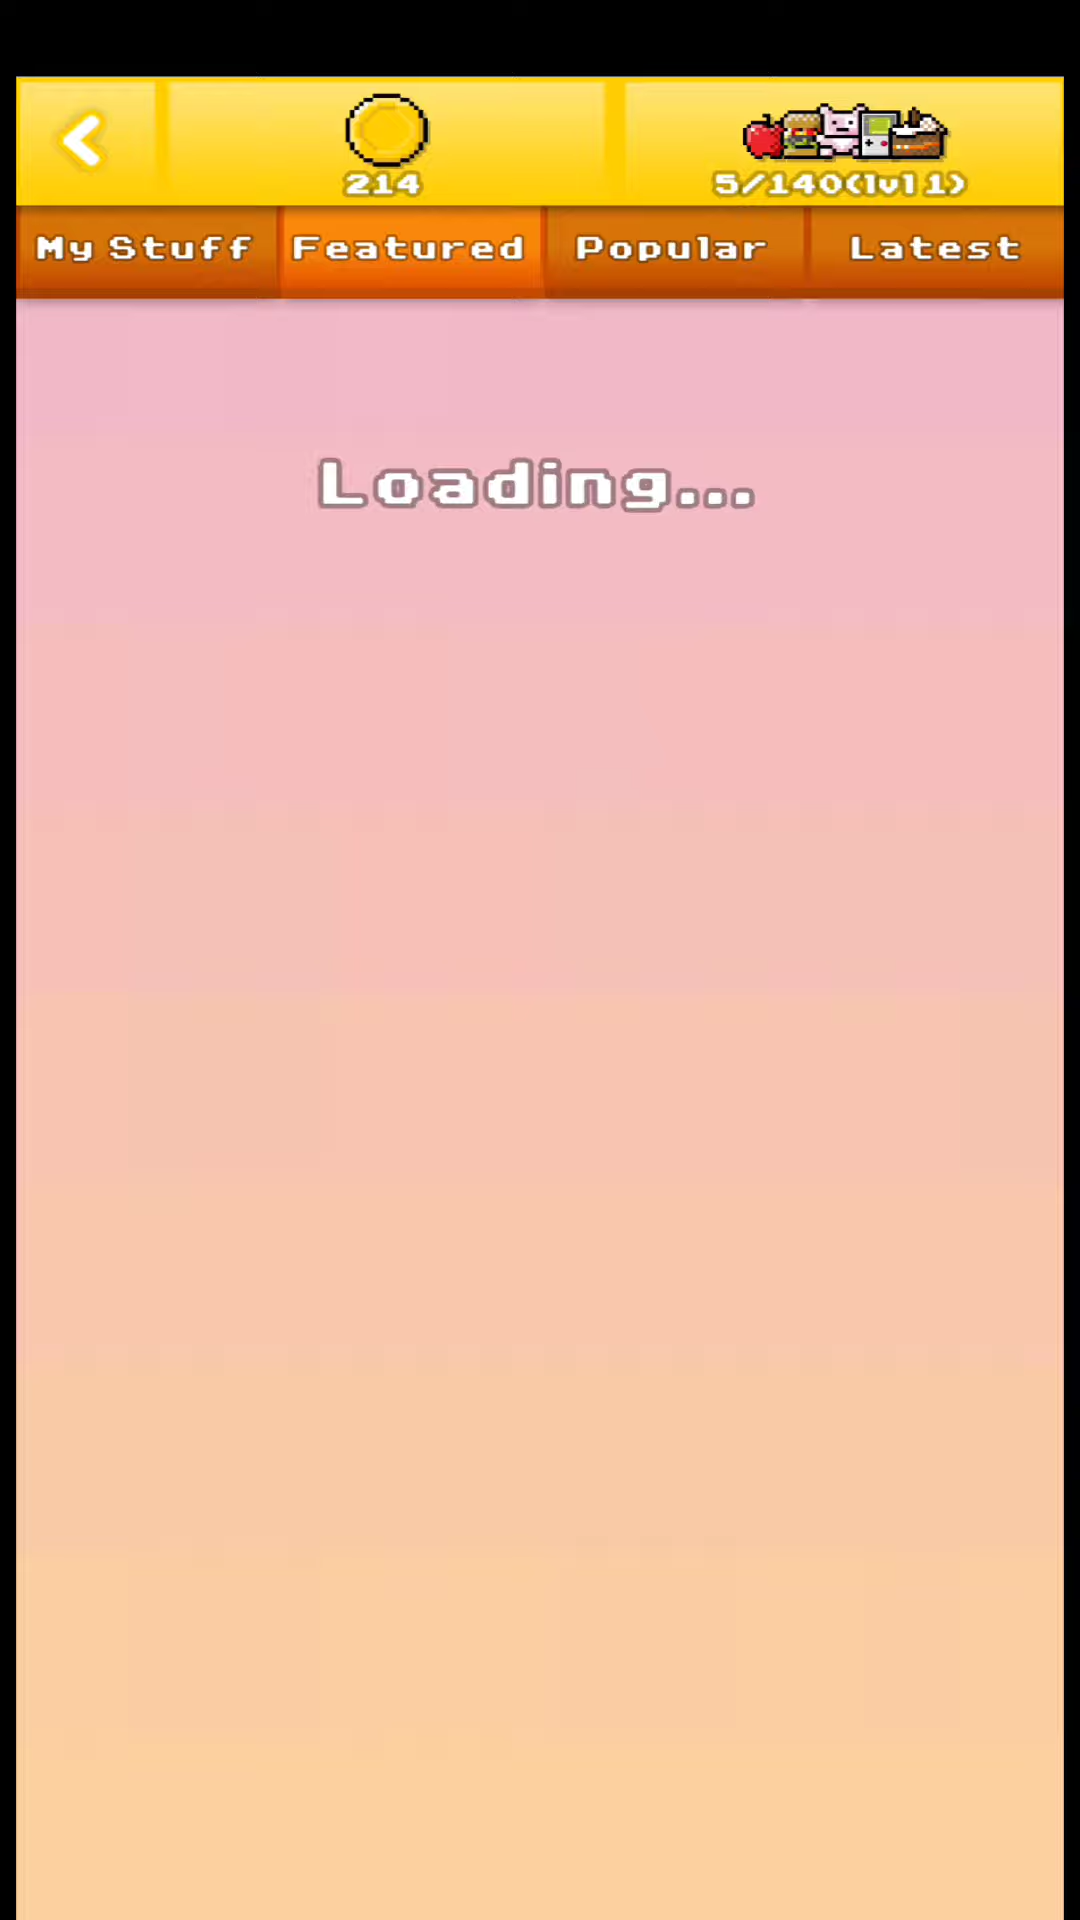 214
5/140(lvl 1)
My Stuff
Featured
Popular
Latest
Loading...